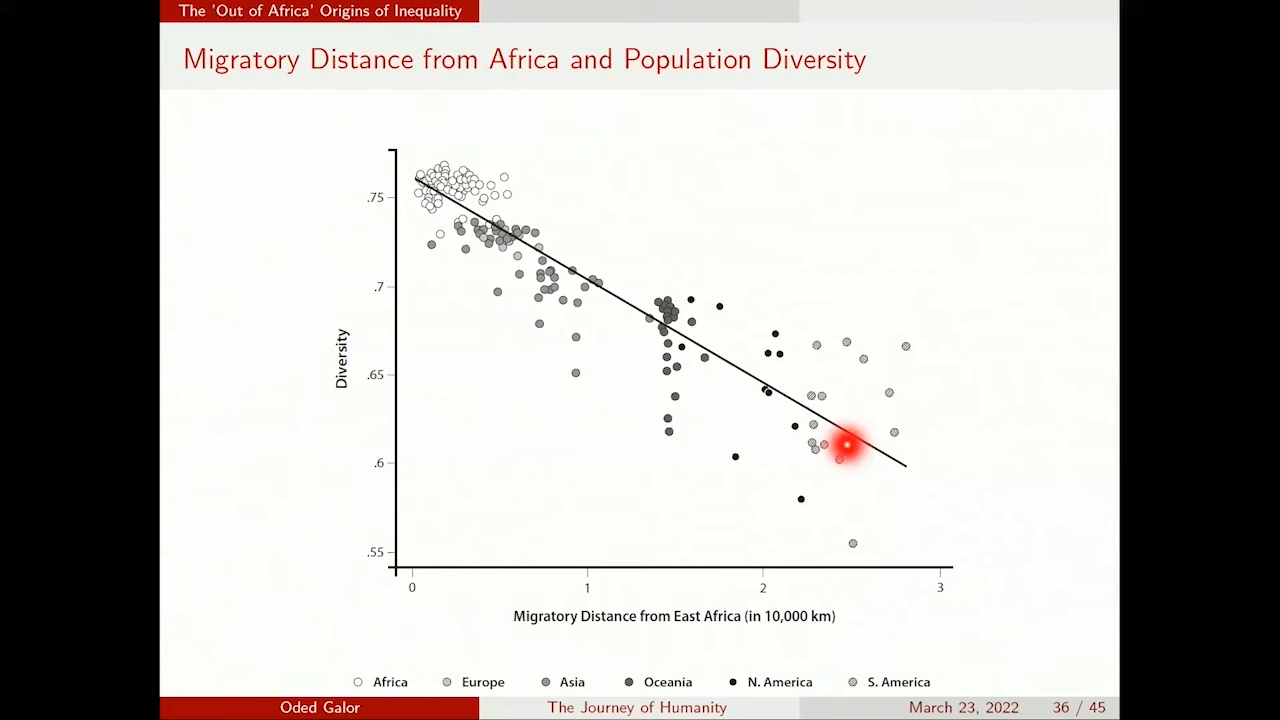 The 'Out of Africa' Origins of Inequality
Migratory Distance from Africa and Population Diversity
.75
.7
.65
.6
.55
Diversity
0 1 2 3
Migratory Distance from East Africa (in 10,000 km)
Africa Europe Asia Oceania N. America S. America
Oded Galor The Journey of Humanity March 23, 2022 36 / 45